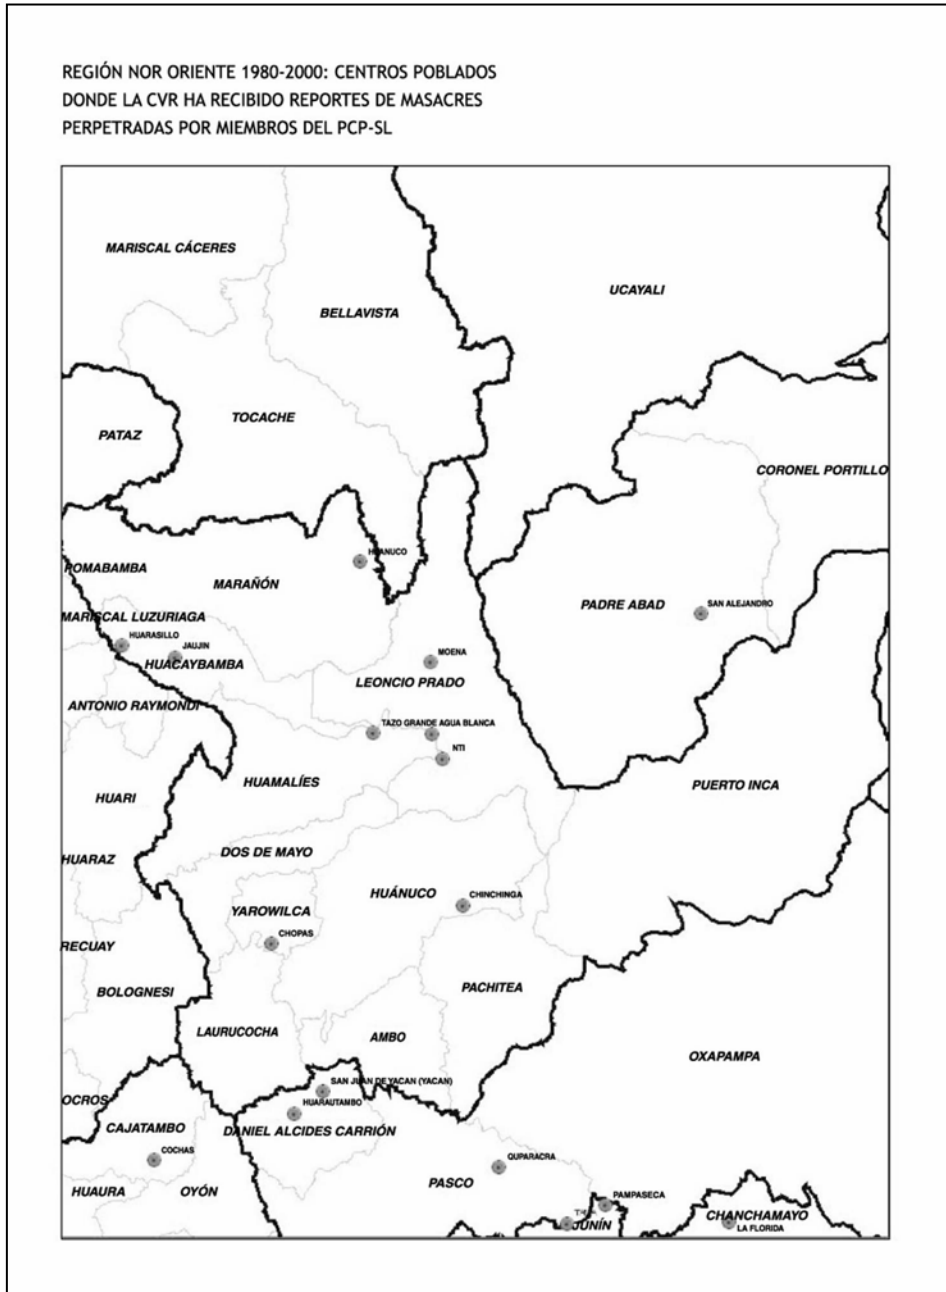 REGIÓN NOR ORIENTE 1980-2000: CENTROS POBLADOS
DONDE LA CVR HA RECIBIDO REPORTES DE MASACRES
PERPETRADAS POR MIEMBROS DEL PCP-SL
MARISCAL CÁCERES
UCAYALI
BELLAVISTA
TOCACHE
PATAZ
CORONEL PORTILLO
HUANUCO
POMABAMBA
MARAÑÓN
PADRE ABAD
SAN ALEJANDRO
MARISCAL LUZURIAGA
HUARASILLO
JAUJIN
MOENA
HUACAYBAMBA
LEONCIO PRADO
ANTONIO RAYMONDI
TAZO GRANDE
AGUA BLANCA
NTI
HUAMALÍES
PUERTO INCA
HUARI
DOS DE MAYO
HUARAZ
HUÁNUCO
CHINCHINGA
YAROWILCA
CHOPAS
RECUAY
PACHITEA
BOLOGNESI
LAURUCOCHA
AMBO
OXAPAMPA
SAN JUAN DE YACAN (YACAN)
OCROS
HUARAUTAMBO
CAJATAMBO
DANIEL ALCIDES CARRIÓN
COCHAS
QUPARACRA
PASCO
HUAURA
OYÓN
PAMPASECA
CHANCHAMAYO
JUNÍN
LA FLORIDA